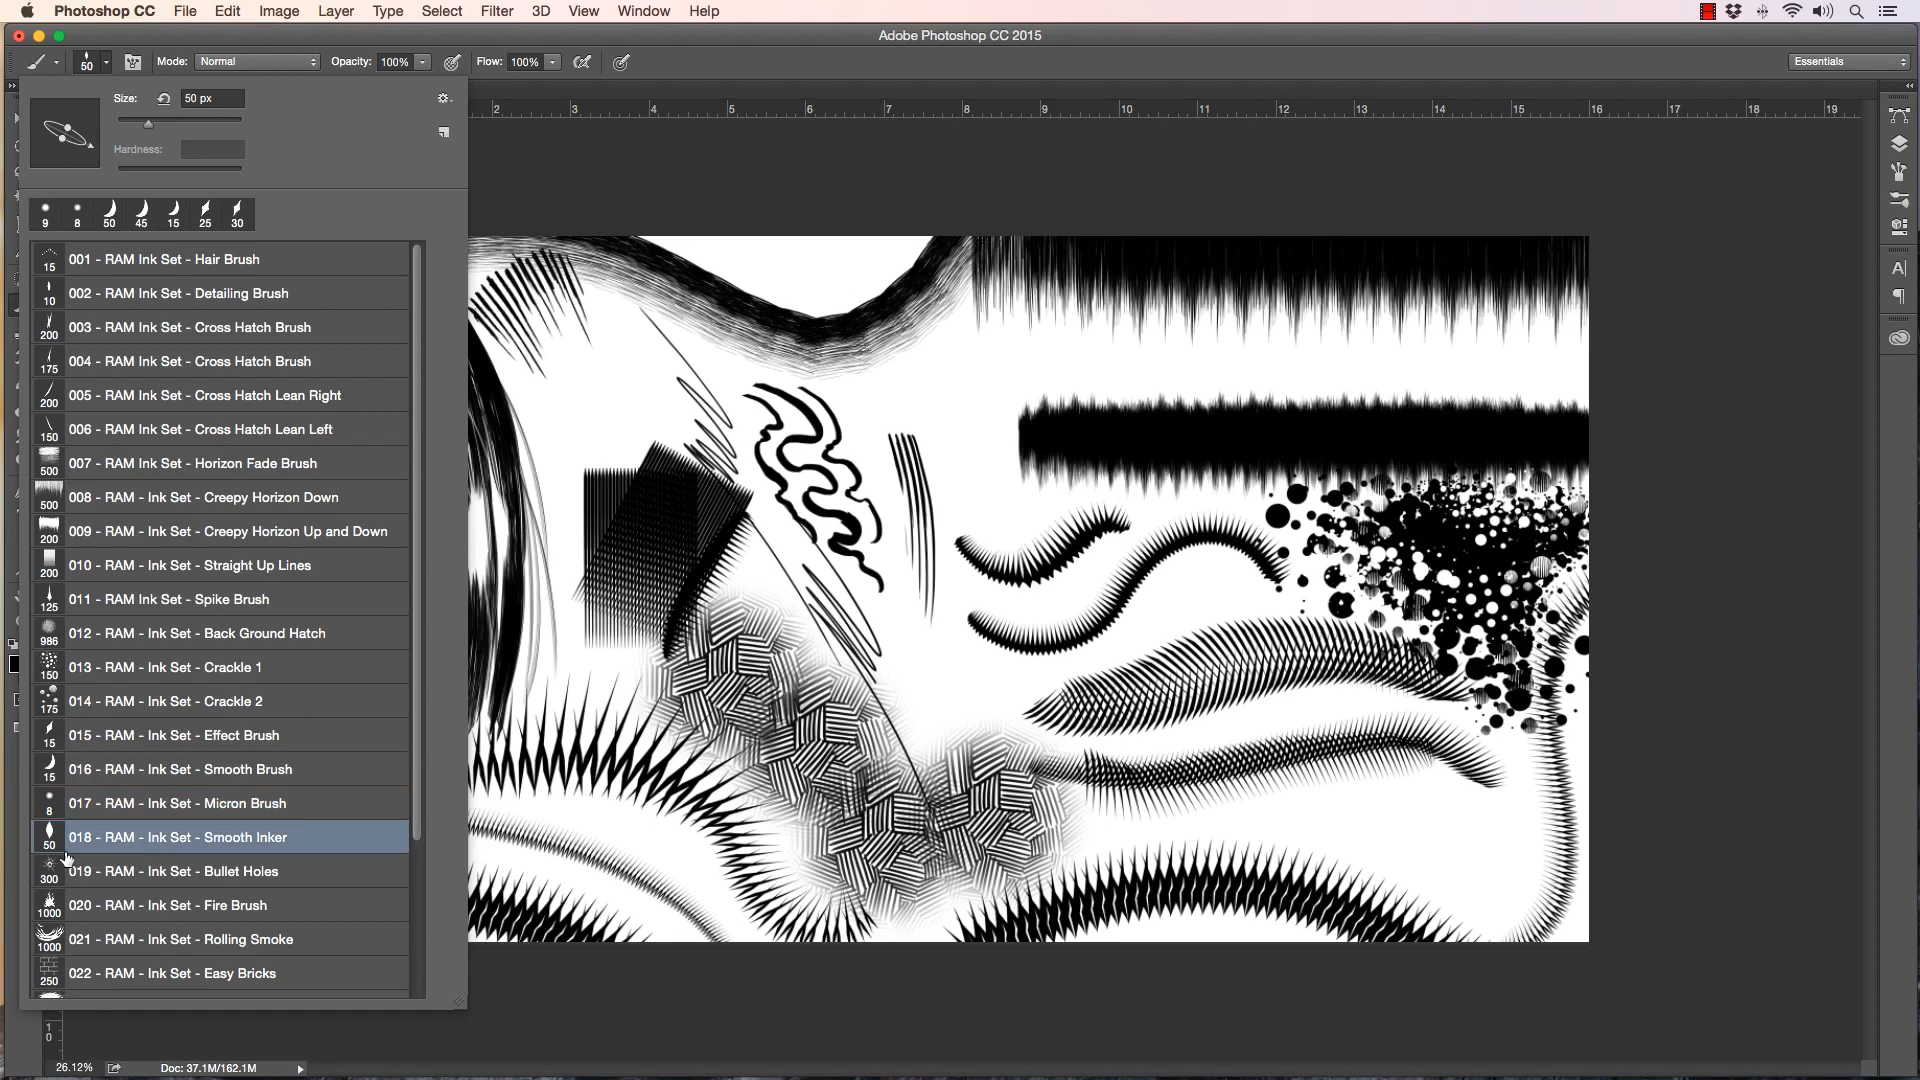 Photoshop CC File Edit Image Layer Type Select Filter 3D View Window Help
Adobe Photoshop CC 2015
50 Mode: Normal Opacity: 100% Flow: 100% Essentials
Size: 50 px
Hardness:
2 3 4 5 6 7 8 9 10 11 12 13 14 15 16 17 18 19
9 8 50 45 15 25 30
001 - RAM Ink Set - Hair Brush
15
002 - RAM Ink Set - Detailing Brush
10
003 - RAM Ink Set - Cross Hatch Brush
200
004 - RAM Ink Set - Cross Hatch Brush
175
005 - RAM Ink Set - Cross Hatch Lean Right
200
006 - RAM Ink Set - Cross Hatch Lean Left
150
007 - RAM Ink Set - Horizon Fade Brush
500
008 - RAM - Ink Set - Creepy Horizon Down
500
009 - RAM - Ink Set - Creepy Horizon Up and Down
200
010 - RAM - Ink Set - Straight Up Lines
200
011 - RAM - Ink Set - Spike Brush
125
012 - RAM - Ink Set - Back Ground Hatch
986
013 - RAM - Ink Set - Crackle 1
150
014 - RAM - Ink Set - Crackle 2
175
015 - RAM - Ink Set - Effect Brush
15
016 - RAM - Ink Set - Smooth Brush
15
017 - RAM - Ink Set - Micron Brush
8
018 - RAM - Ink Set - Smooth Inker
50
019 - RAM - Ink Set - Bullet Holes
300
020 - RAM - Ink Set - Fire Brush
1000
021 - RAM - Ink Set - Rolling Smoke
1000
022 - RAM - Ink Set - Easy Bricks
250
1
0
26.12% Doc: 37.1M/162.1M